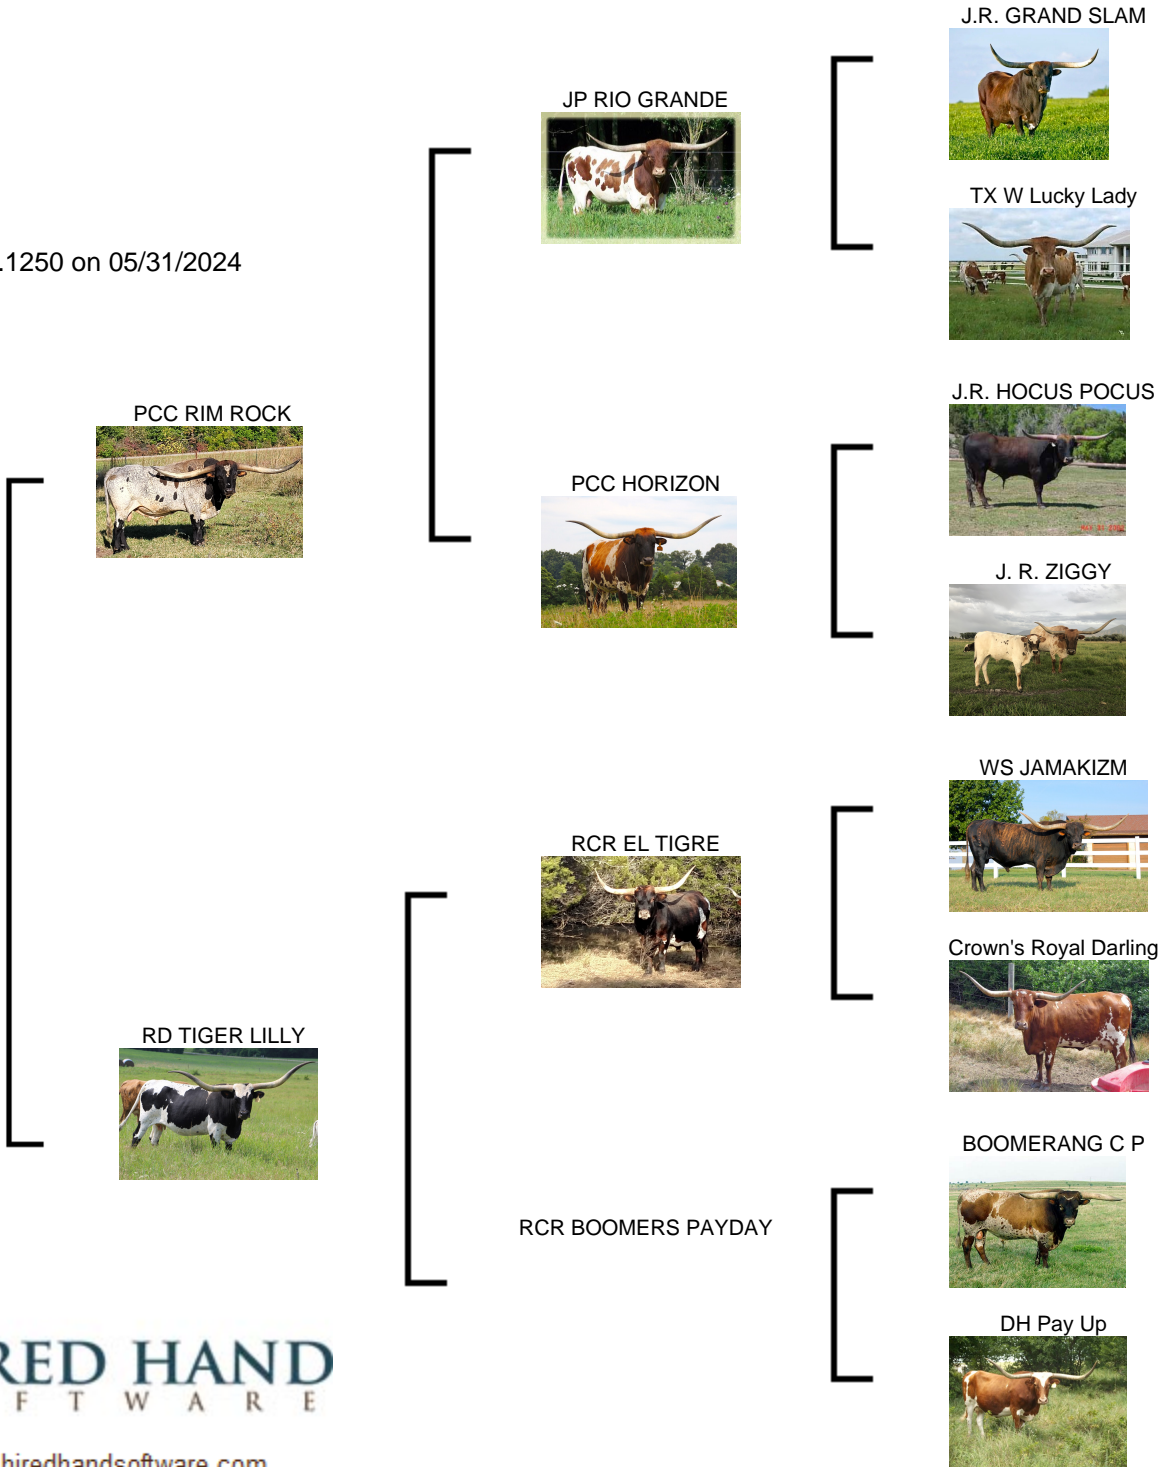 J.R. GRAND SLAM
JP RIO GRANDE
TX W Lucky Lady
.1250 on 05/31/2024
J.R. HOCUS POCUS
PCC RIM ROCK
PCC HORIZON
J. R. ZIGGY
WS JAMAKIZM
RCR EL TIGRE
Crown's Royal Darling
RD TIGER LILLY
BOOMERANG C P
RCR BOOMERS PAYDAY
DH Pay Up
RED HAND
F T W A R E
hiredhandsoftware.com